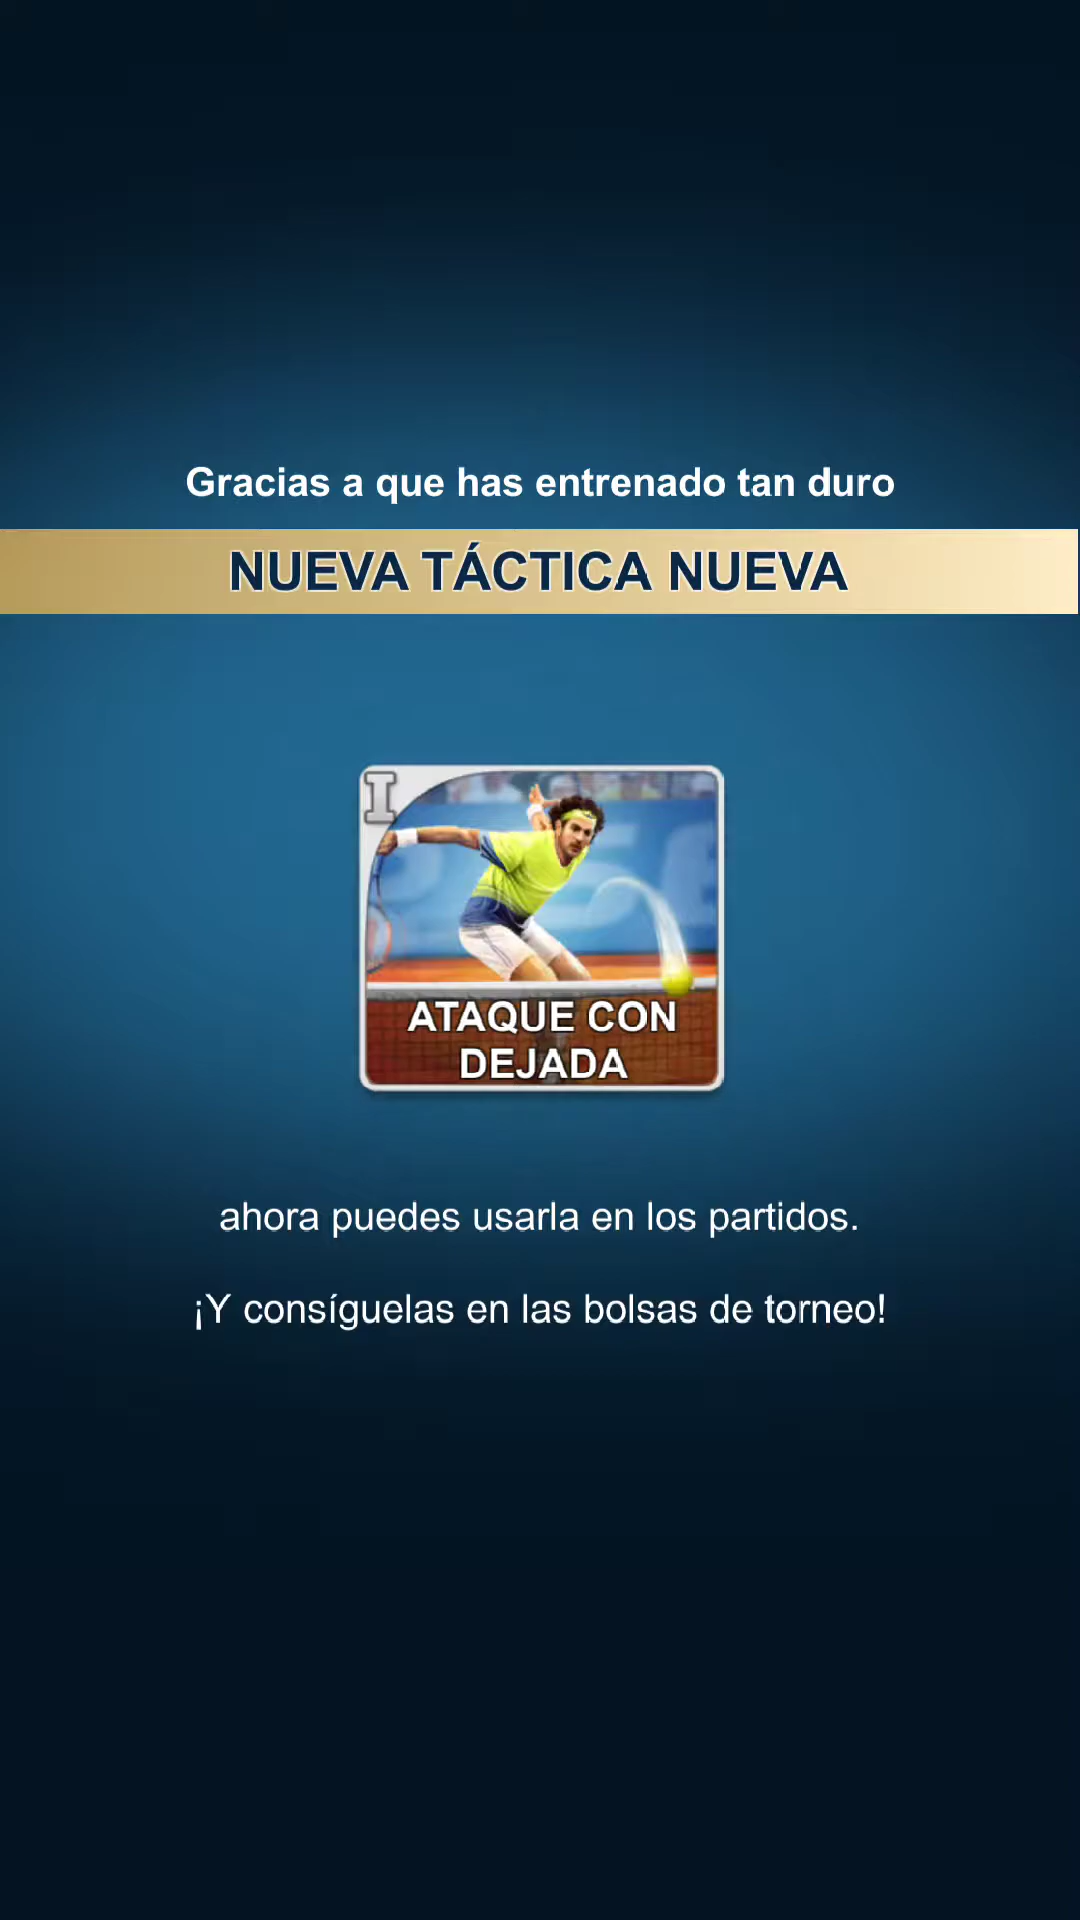 Gracias a que has entrenado tan duro
NUEVA TÁCTICA NUEVA
I
ATAQUE CON
DEJADA
ahora puedes usarla en los partidos.
¡Y consíguelas en las bolsas de torneo!